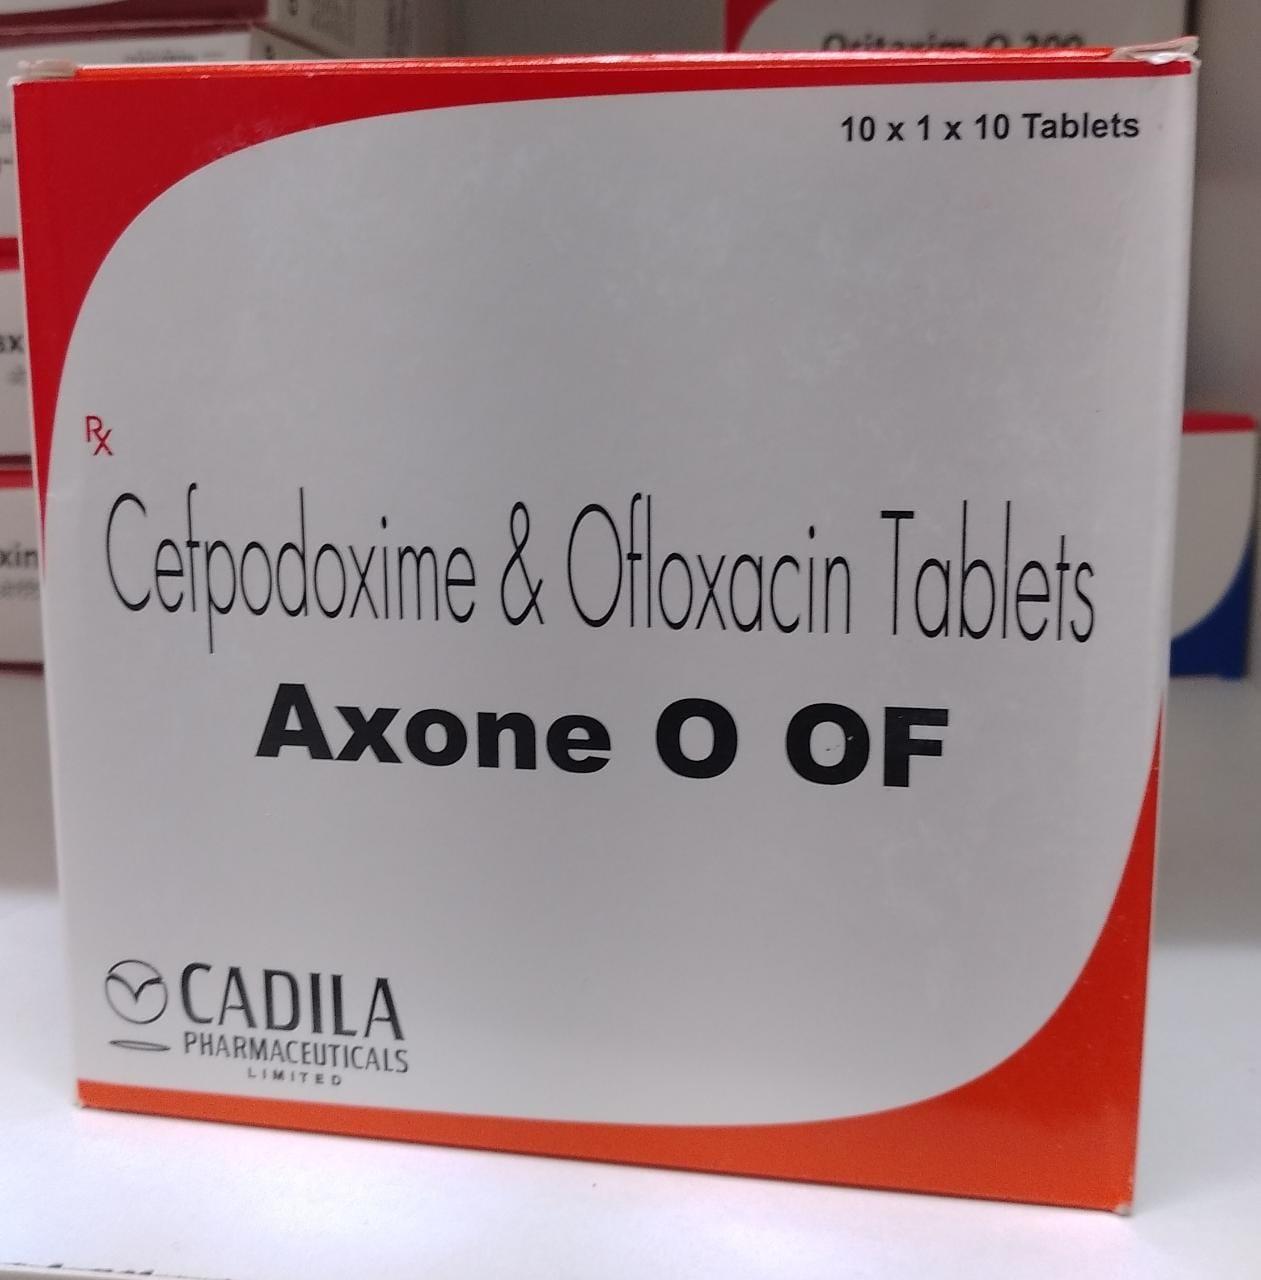 10 x 1 x 10 Tablets
Rx
Cefpodoxime & Ofloxacin Tablets
Axone O OF
CADILA
PHARMACEUTICALS
LIMITED